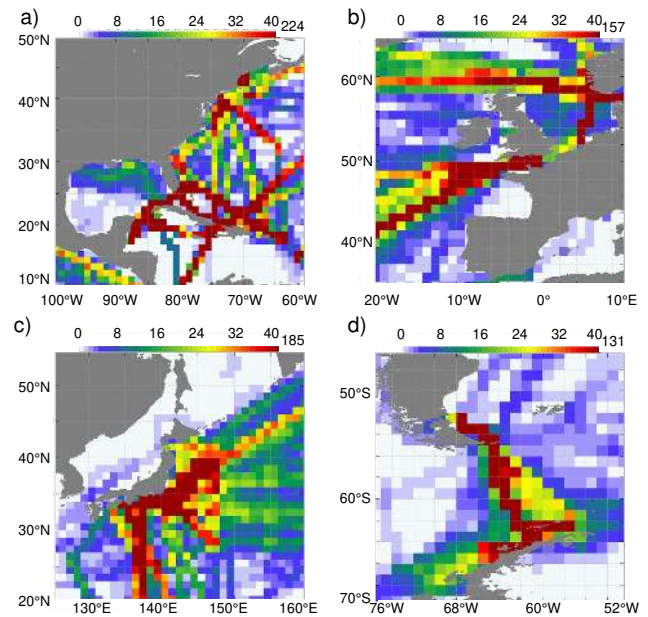 a)
0 8 16 24 32 40 224
50°N
40°N
30°N
20°N
10°N
100°W 90°W 80°W 70°W 60°W
b)
0 8 16 24 32 40 157
60°N
50°N
40°N
20°W 10°W 0° 10°E
c)
0 8 16 24 32 40 185
50°N
40°N
30°N
20°N
130°E 140°E 150°E 160°E
d)
0 8 16 24 32 40 131
50°S
60°S
70°S
76°W 68°W 60°W 52°W